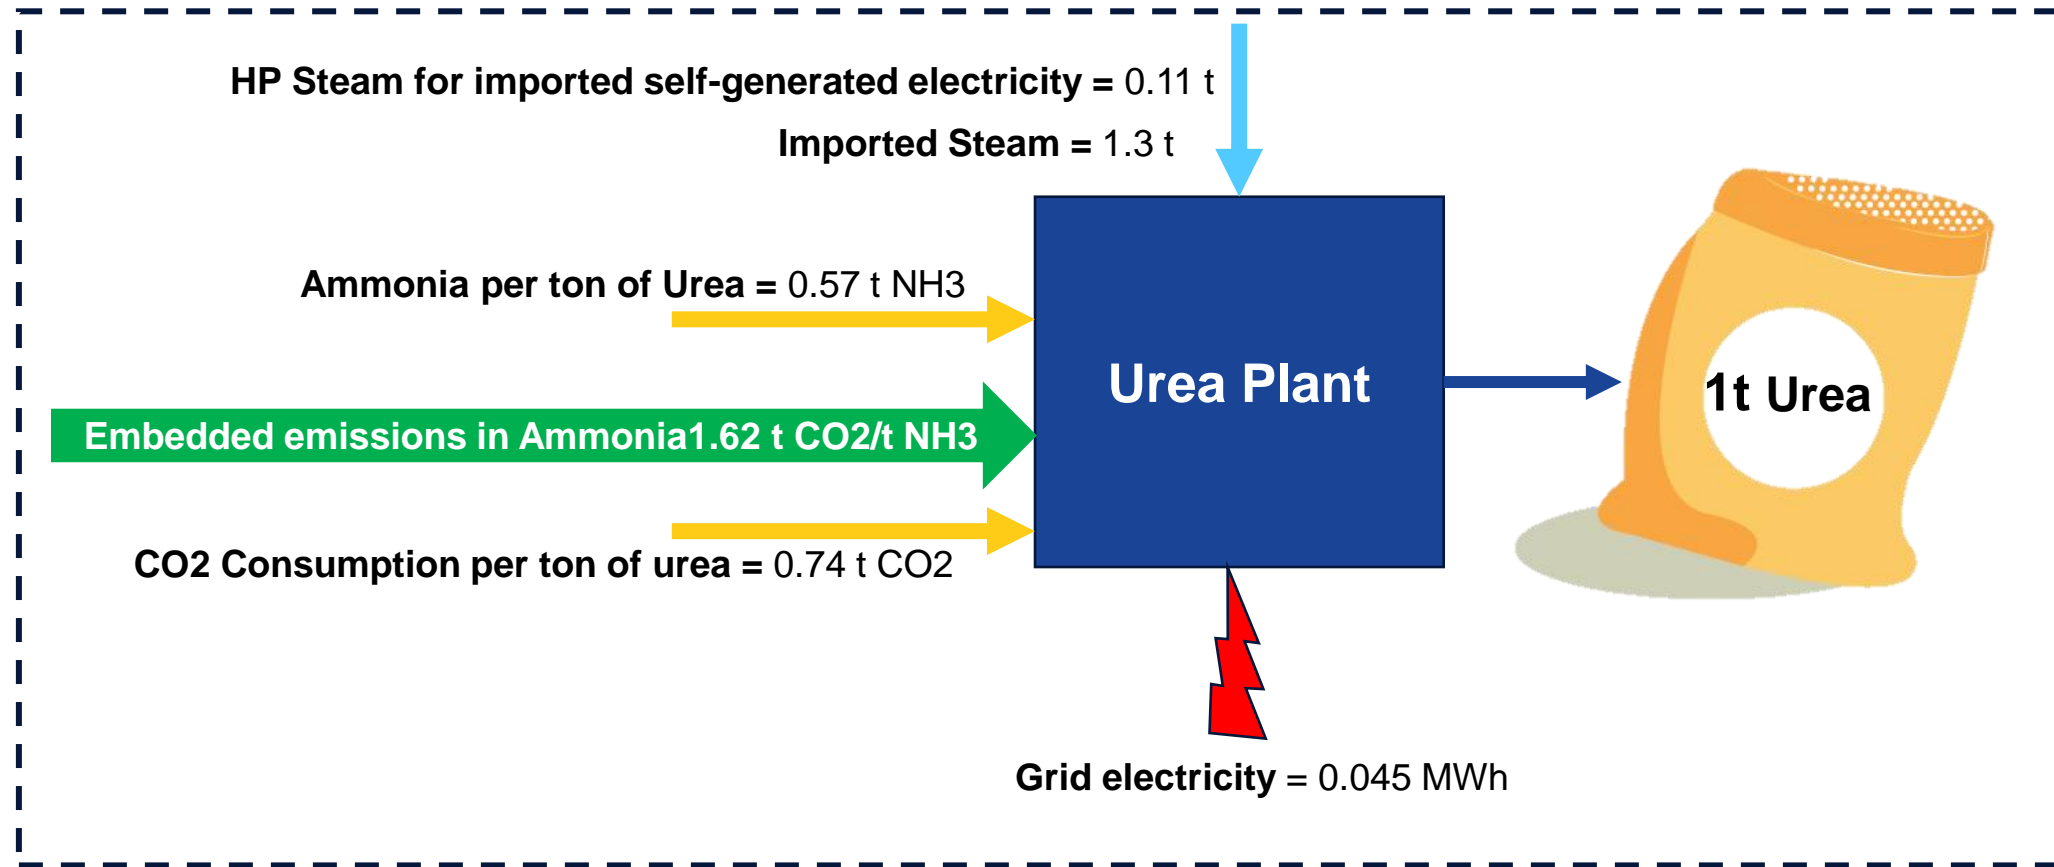 HP Steam for imported self-generated electricity = 0.11 t
Imported Steam = 1.3 t
Ammonia per ton of Urea = 0.57 t NH3
Urea Plant
1t Urea
Embedded emissions in Ammonia1.62 t CO2/t NH3
CO2 Consumption per ton of urea = 0.74 t CO2
Grid electricity = 0.045 MWh